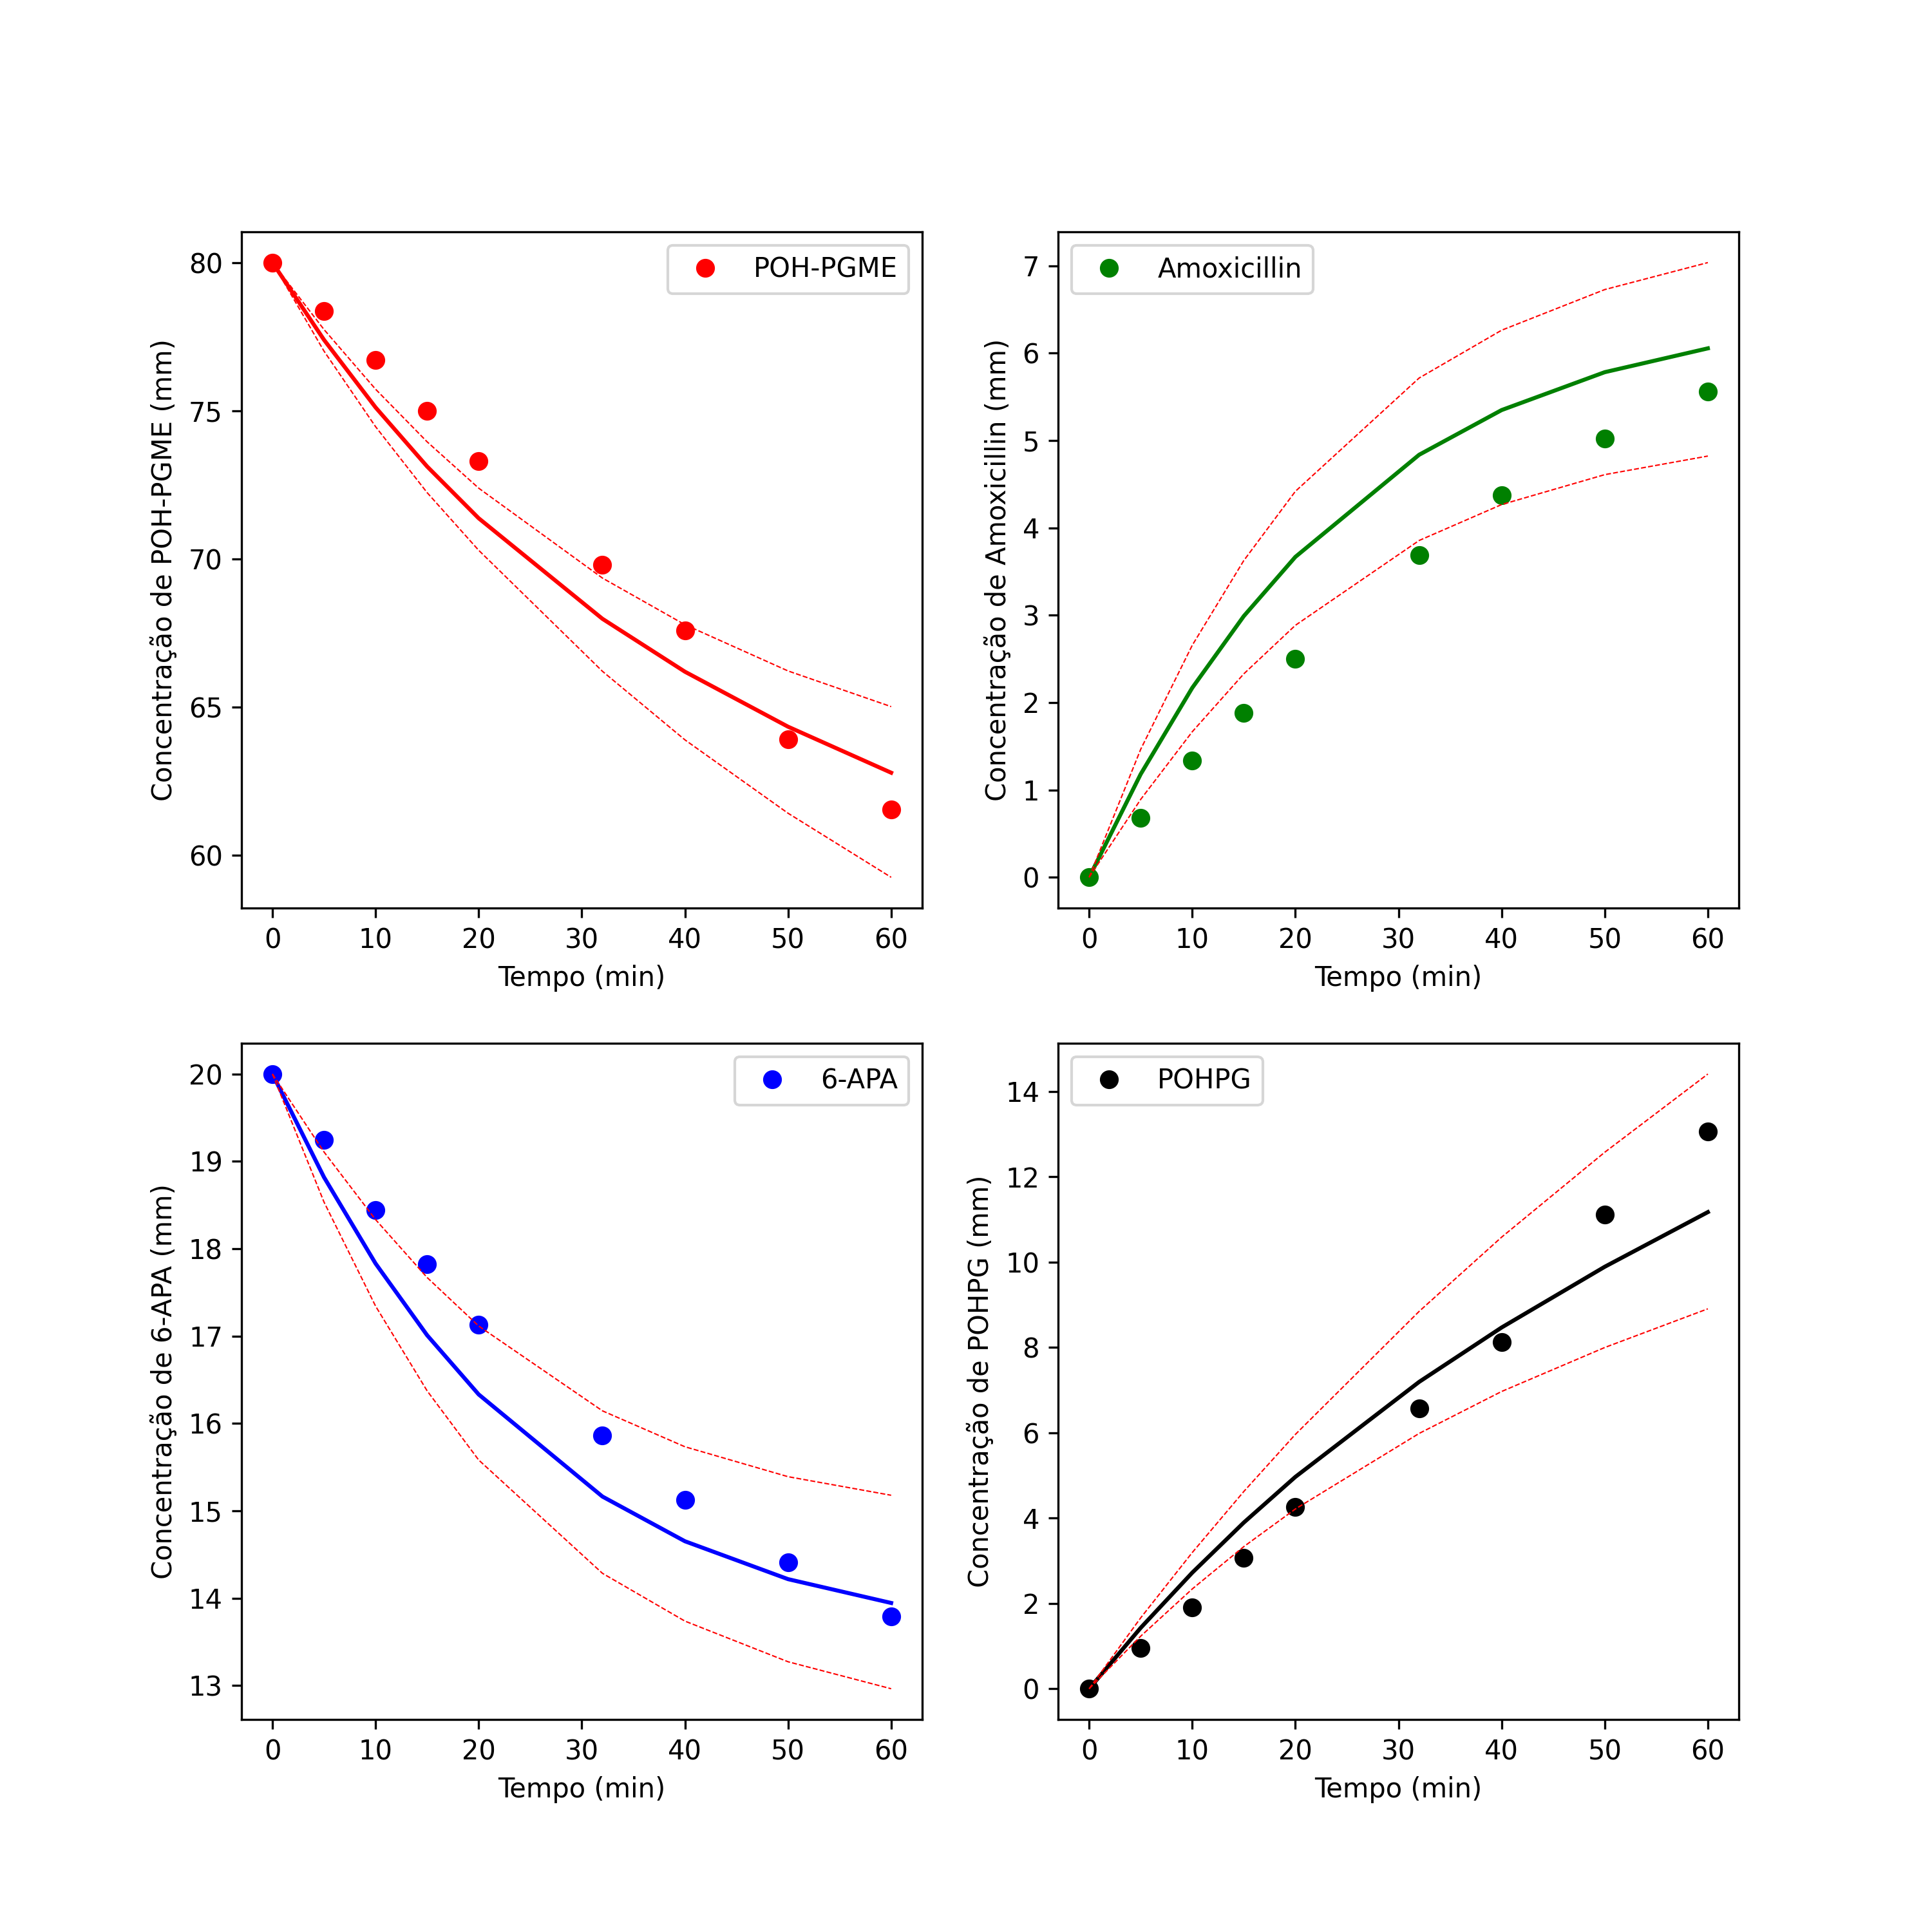 POH-PGME
Concentração de POH-PGME (mm)
80
75
70
65
60
0 10 20 30 40 50 60
Tempo (min)
Amoxicillin
Concentração de Amoxicillin (mm)
7
6
5
4
3
2
1
0
0 10 20 30 40 50 60
Tempo (min)
6-APA
Concentração de 6-APA (mm)
20
19
18
17
16
15
14
13
0 10 20 30 40 50 60
Tempo (min)
POHPG
Concentração de POHPG (mm)
14
12
10
8
6
4
2
0
0 10 20 30 40 50 60
Tempo (min)